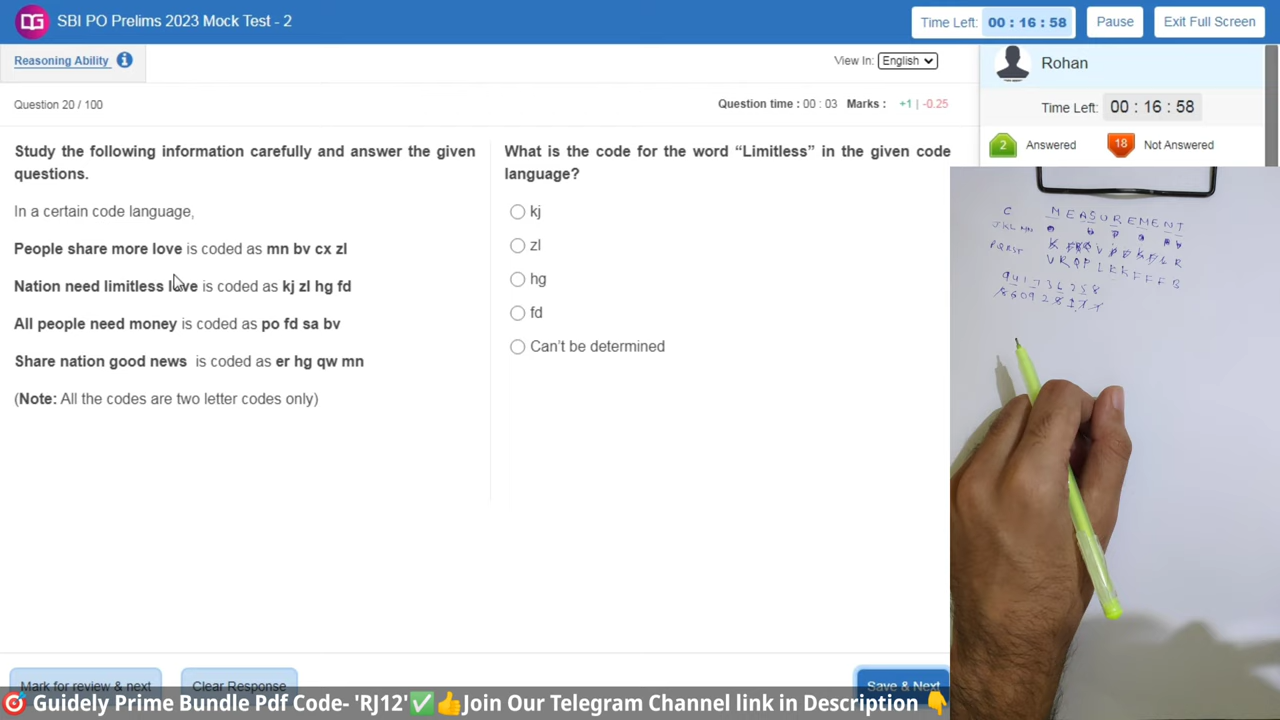 SBI PO Prelims 2023 Mock Test - 2
Time Left: 00 : 16 : 58
Pause
Exit Full Screen
Reasoning Ability
View In: English
Rohan
Question 20 / 100
Question time : 00 : 03 Marks : +1 | -0.25
Time Left: 00 : 16 : 58
2 Answered
18 Not Answered
Study the following information carefully and answer the given
questions.
In a certain code language,
People share more love is coded as mn bv cx zl
Nation need limitless love is coded as kj zl hg fd
All people need money is coded as po fd sa bv
Share nation good news is coded as er hg qw mn
(Note: All the codes are two letter codes only)
What is the code for the word “Limitless” in the given code
language?
kj
zl
hg
fd
Can’t be determined
C MEASUREMENT
JKL MN
PQRST
Mark for review & next
Clear Response
Save & Next
Guidely Prime Bundle Pdf Code- 'RJ12' Join Our Telegram Channel link in Description